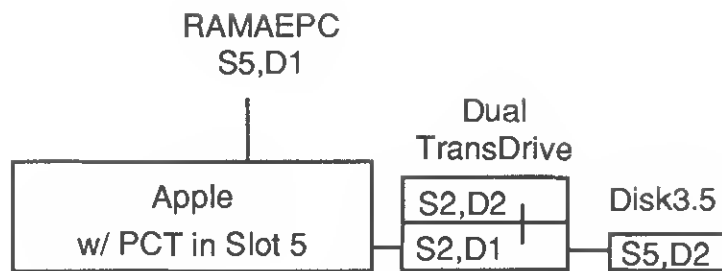 RAMAEPC
S5,D1
Dual
TransDrive
Apple
w/ PCT in Slot 5
S2,D2
S2,D1
Disk3.5
S5,D2